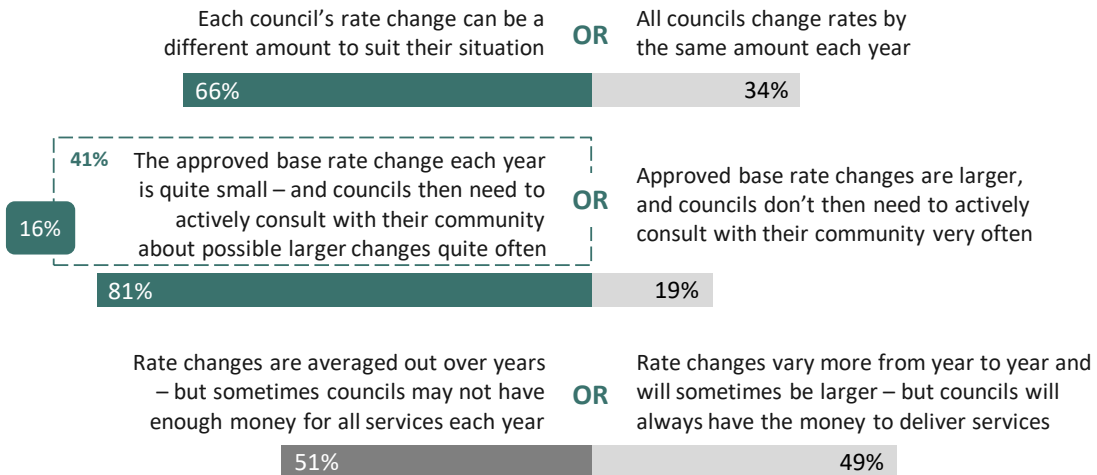 Each council’s rate change can be a
different amount to suit their situation
OR
All councils change rates by
the same amount each year
66%
34%
41%
The approved base rate change each year
is quite small – and councils then need to
actively consult with their community
about possible larger changes quite often
16%
OR
Approved base rate changes are larger,
and councils don’t then need to actively
consult with their community very often
81%
19%
Rate changes are averaged out over years
– but sometimes councils may not have
enough money for all services each year
OR
Rate changes vary more from year to year and
will sometimes be larger – but councils will
always have the money to deliver services
51%
49%